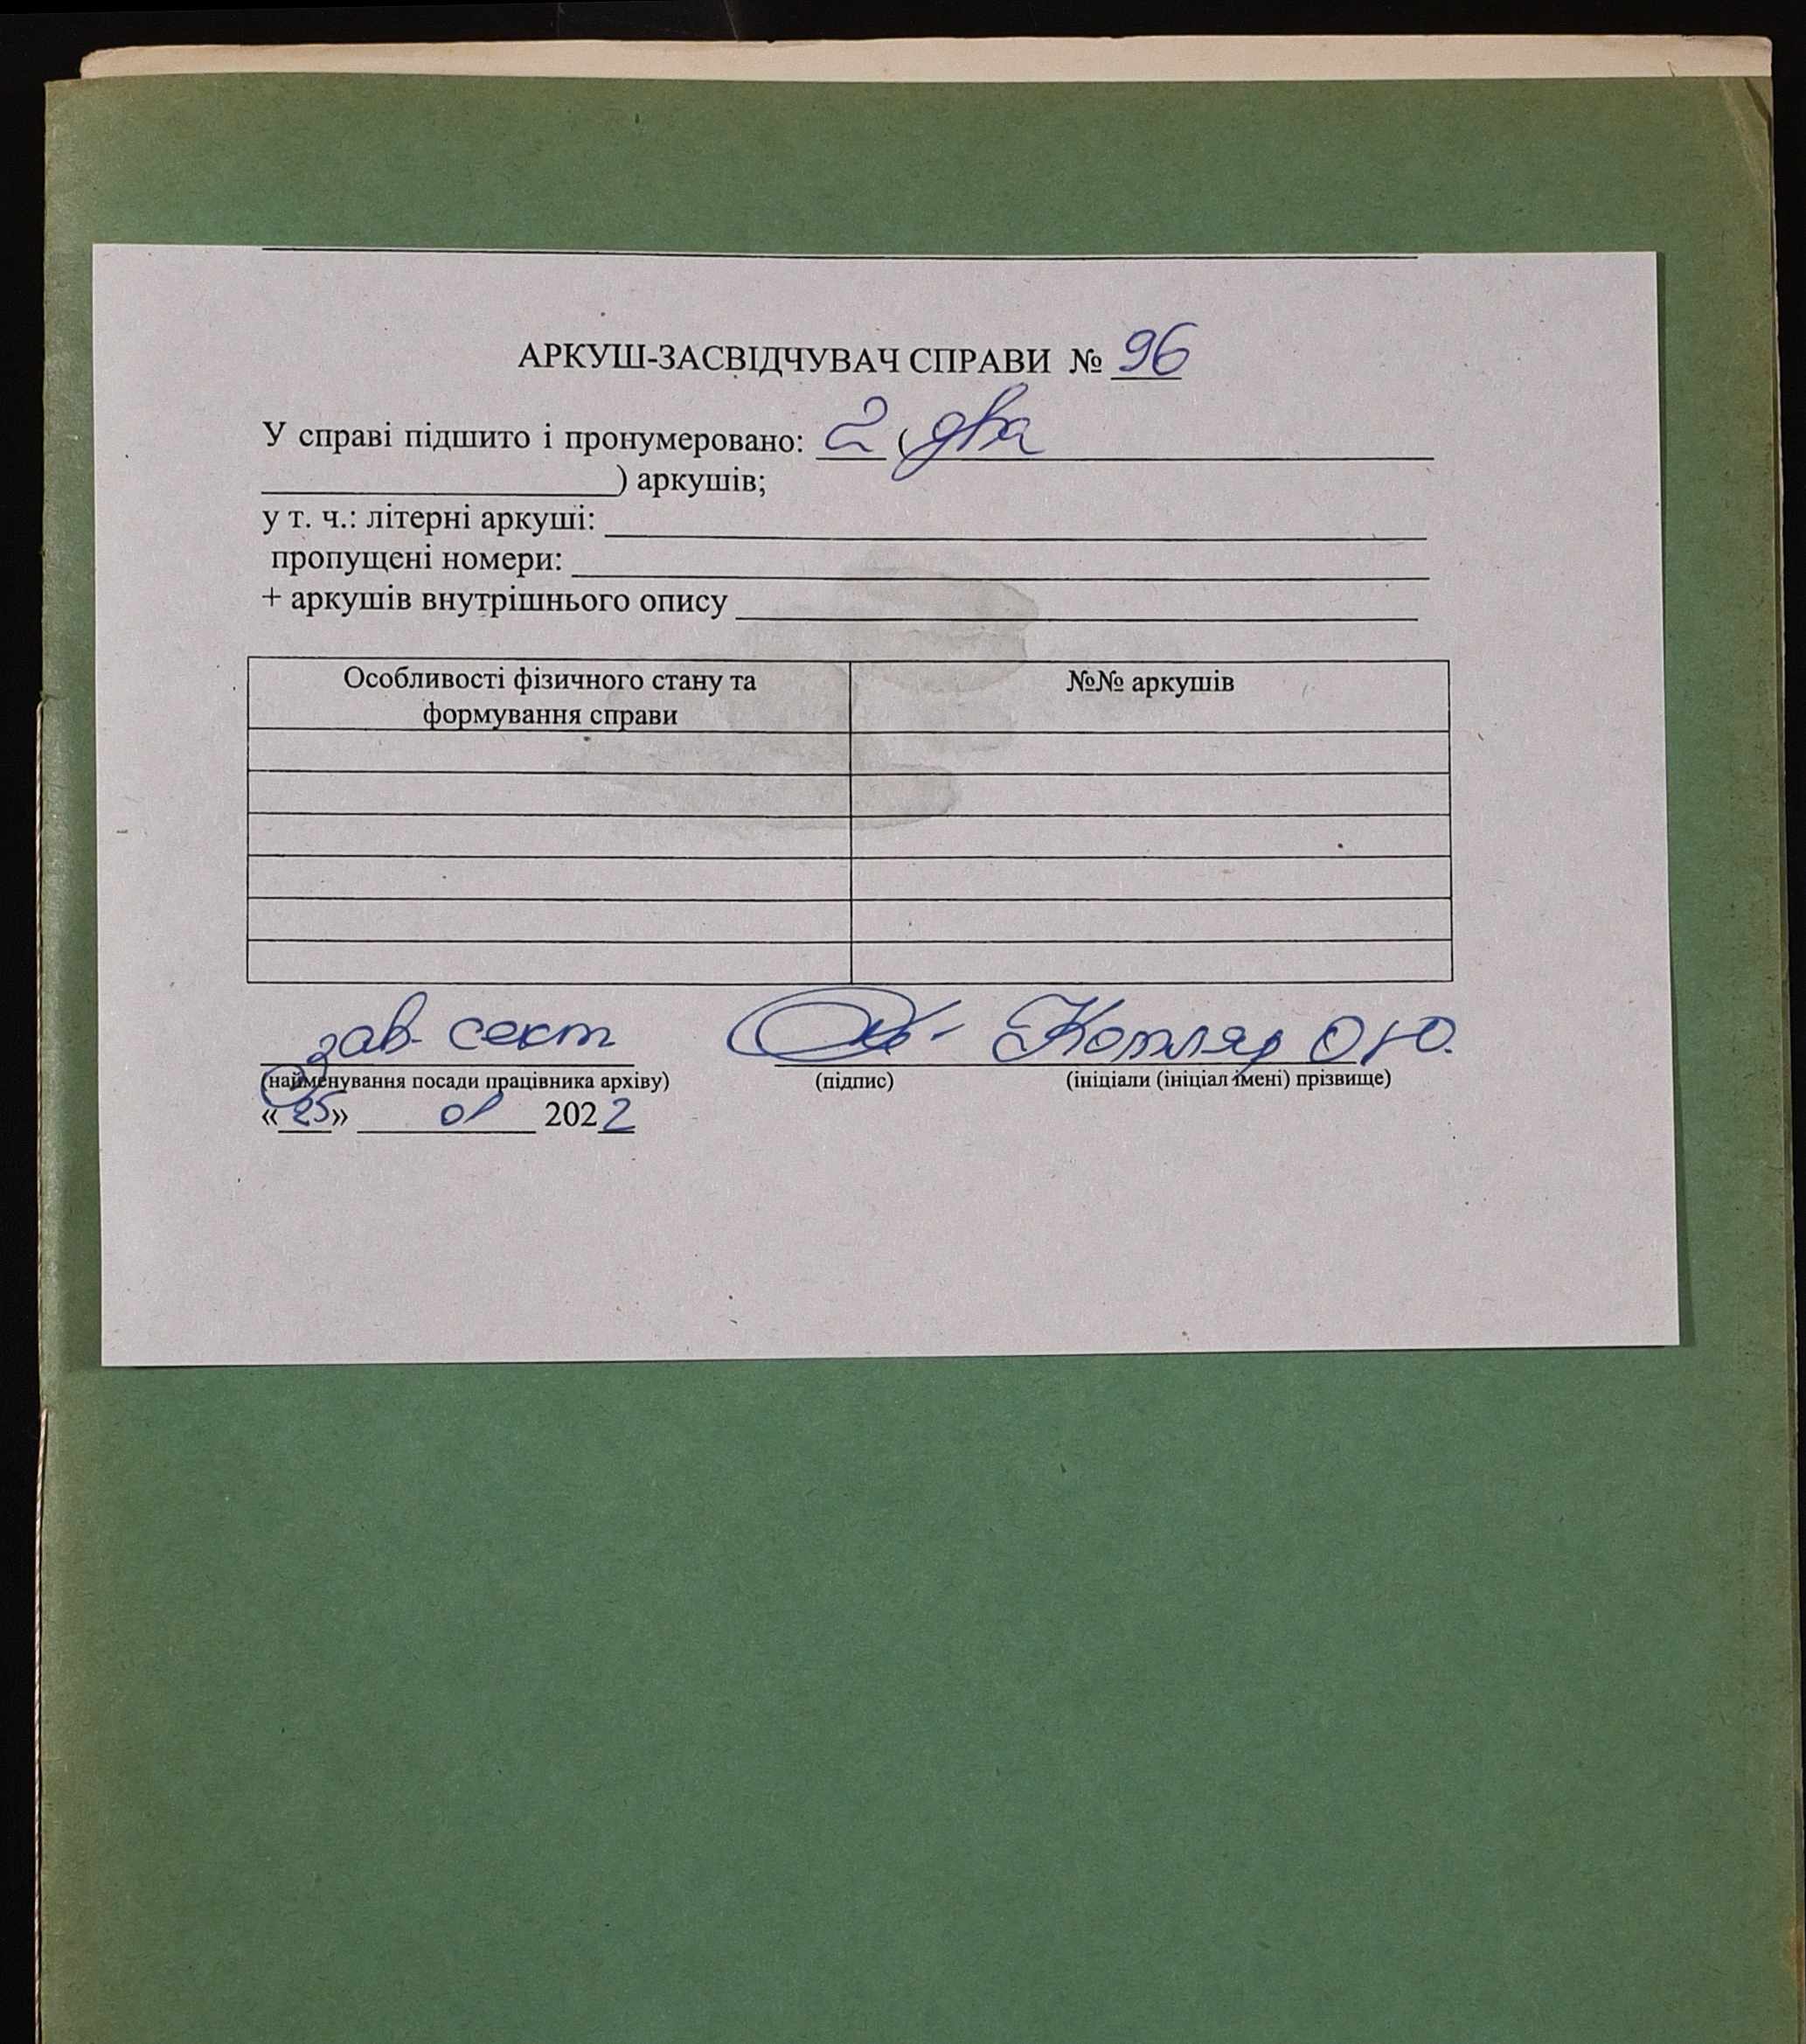 АРКУШ-ЗАСВІДЧУВАЧ СПРАВИ № 96
У справі підшито і пронумеровано: 2 (два
) аркушів;
у т. ч.: літерні аркуші:
пропущені номери:
+ аркушів внутрішнього опису
Особливості фізичного стану та формування справи №№ аркушів
зав. сект Котляр О.Ю.
(найменування посади працівника архіву) (підпис) (ініціали (ініціал імені) прізвище)
«25» 01 2022